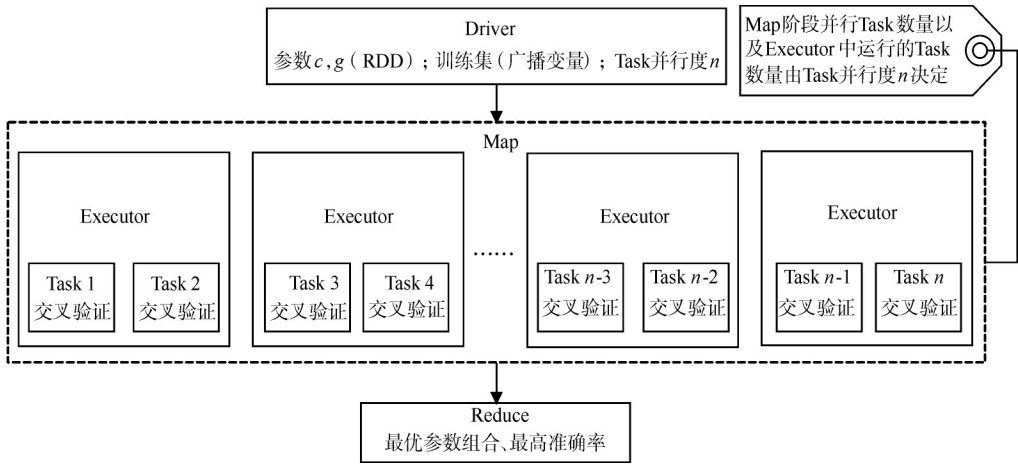 Driver
参数c,g（RDD）；训练集（广播变量）；Task并行度n
Map阶段并行Task数量以
及Executor中运行的Task
数量由Task并行度n决定
Map
Executor
Task 1
交叉验证
Task 2
交叉验证
Executor
Task 3
交叉验证
Task 4
交叉验证
……
Executor
Task n-3
交叉验证
Task n-2
交叉验证
Executor
Task n-1
交叉验证
Task n
交叉验证
Reduce
最优参数组合、最高准确率